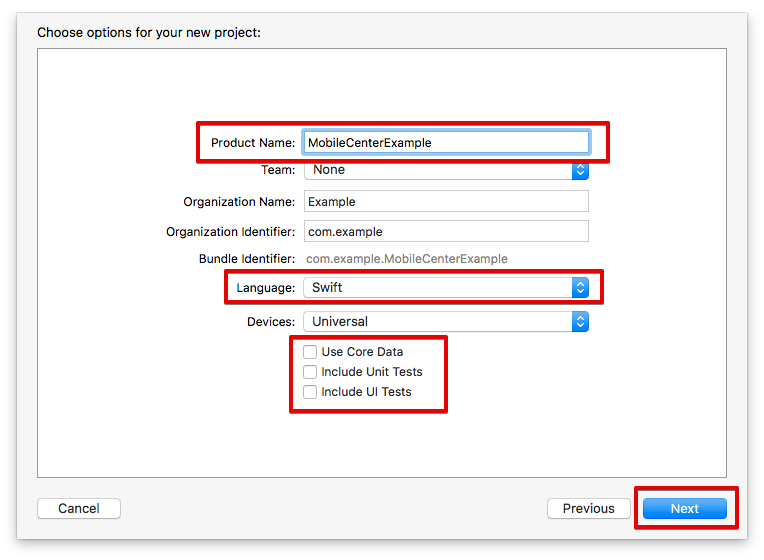 Choose options for your new project:
Product Name: MobileCenterExample
Team: None
Organization Name: Example
Organization Identifier: com.example
Bundle Identifier: com.example.MobileCenterExample
Language: Swift
Devices: Universal
Use Core Data
Include Unit Tests
Include UI Tests
Cancel Previous Next